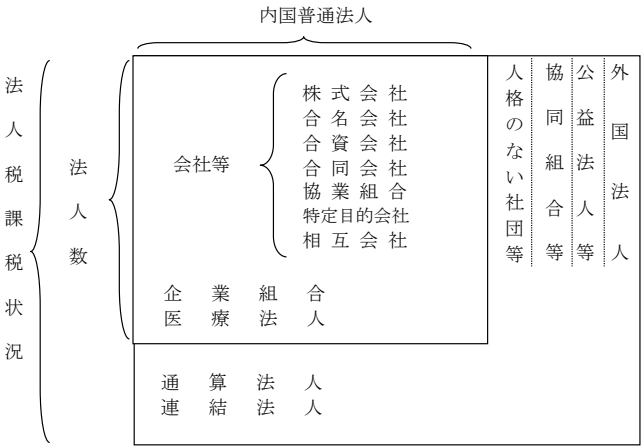 内国普通法人
法人税課税状況
法人数
会社等
株式会社
合名会社
合資会社
合同会社
協業組合
特定目的会社
相互会社
企業組合
医療法人
通算法人
連結法人
人格のない社団等
協同組合等
公益法人等
外国法人